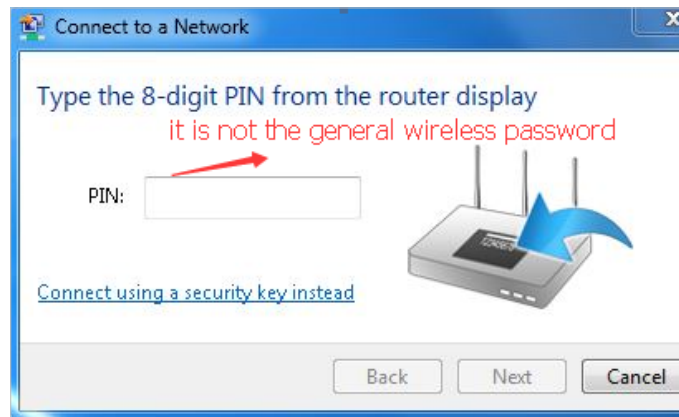 Connect to a Network
Type the 8-digit PIN from the router display
it is not the general wireless password
PIN:
Connect using a security key instead
Back Next Cancel